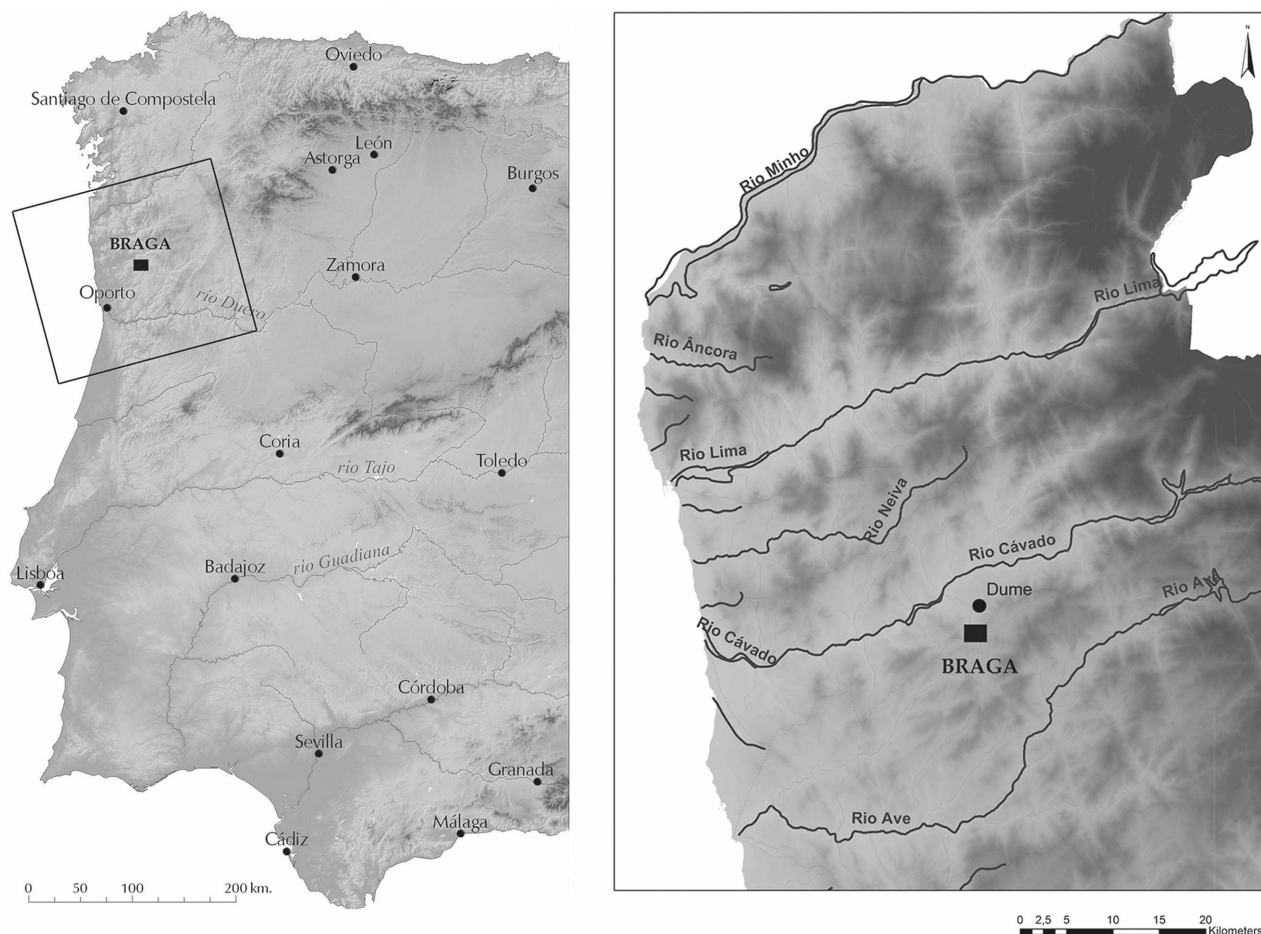 Oviedo
Santiago de Compostela
León
Astorga
Burgos
BRAGA
Zamora
Oporto
río Duero
Coria
río Tajo
Toledo
Lisboa
Badajoz
río Guadiana
Córdoba
Sevilla
Granada
Málaga
Cádiz
0 50 100 200 km.
N
Rio Minho
Rio Lima
Rio Âncora
Rio Lima
Rio Neiva
Rio Cávado
Dume
Rio Ave
Rio Cávado
BRAGA
Rio Ave
0 2,5 5 10 15 20
Kilometers